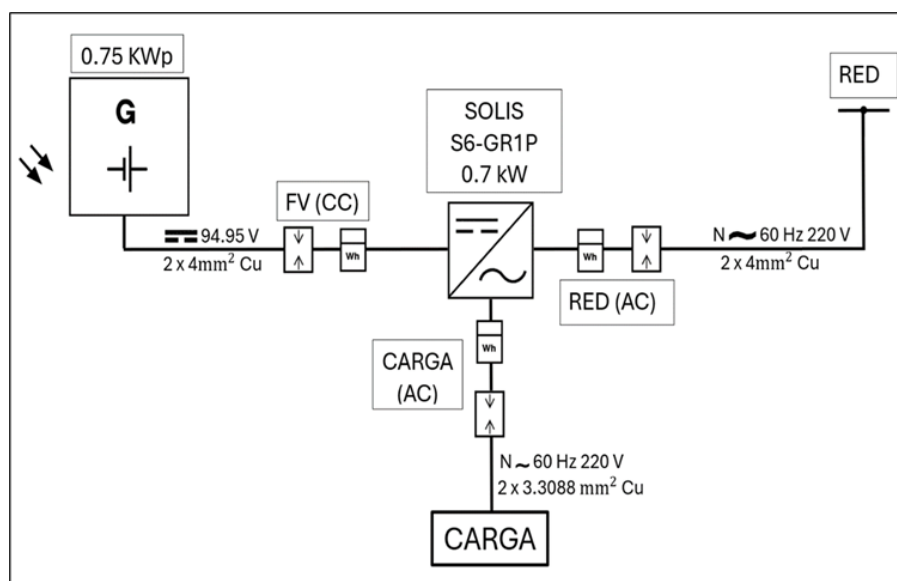 0.75 KWp
G
SOLIS
S6-GR1P
0.7 kW
RED
FV (CC)
94.95 V
2 x 4mm² Cu
Wh
Wh
N ~ 60 Hz 220 V
2 x 4mm² Cu
RED (AC)
Wh
CARGA
(AC)
N ~ 60 Hz 220 V
2 x 3.3088 mm² Cu
CARGA